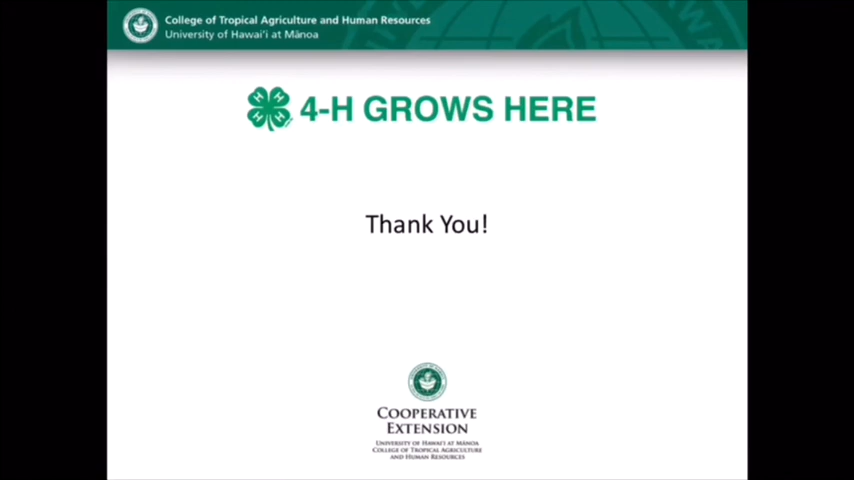 College of Tropical Agriculture and Human Resources
University of Hawai'i at Mānoa
4-H GROWS HERE
Thank You!
COOPERATIVE
EXTENSION
UNIVERSITY OF HAWAI'I AT MĀNOA
COLLEGE OF TROPICAL AGRICULTURE
AND HUMAN RESOURCES